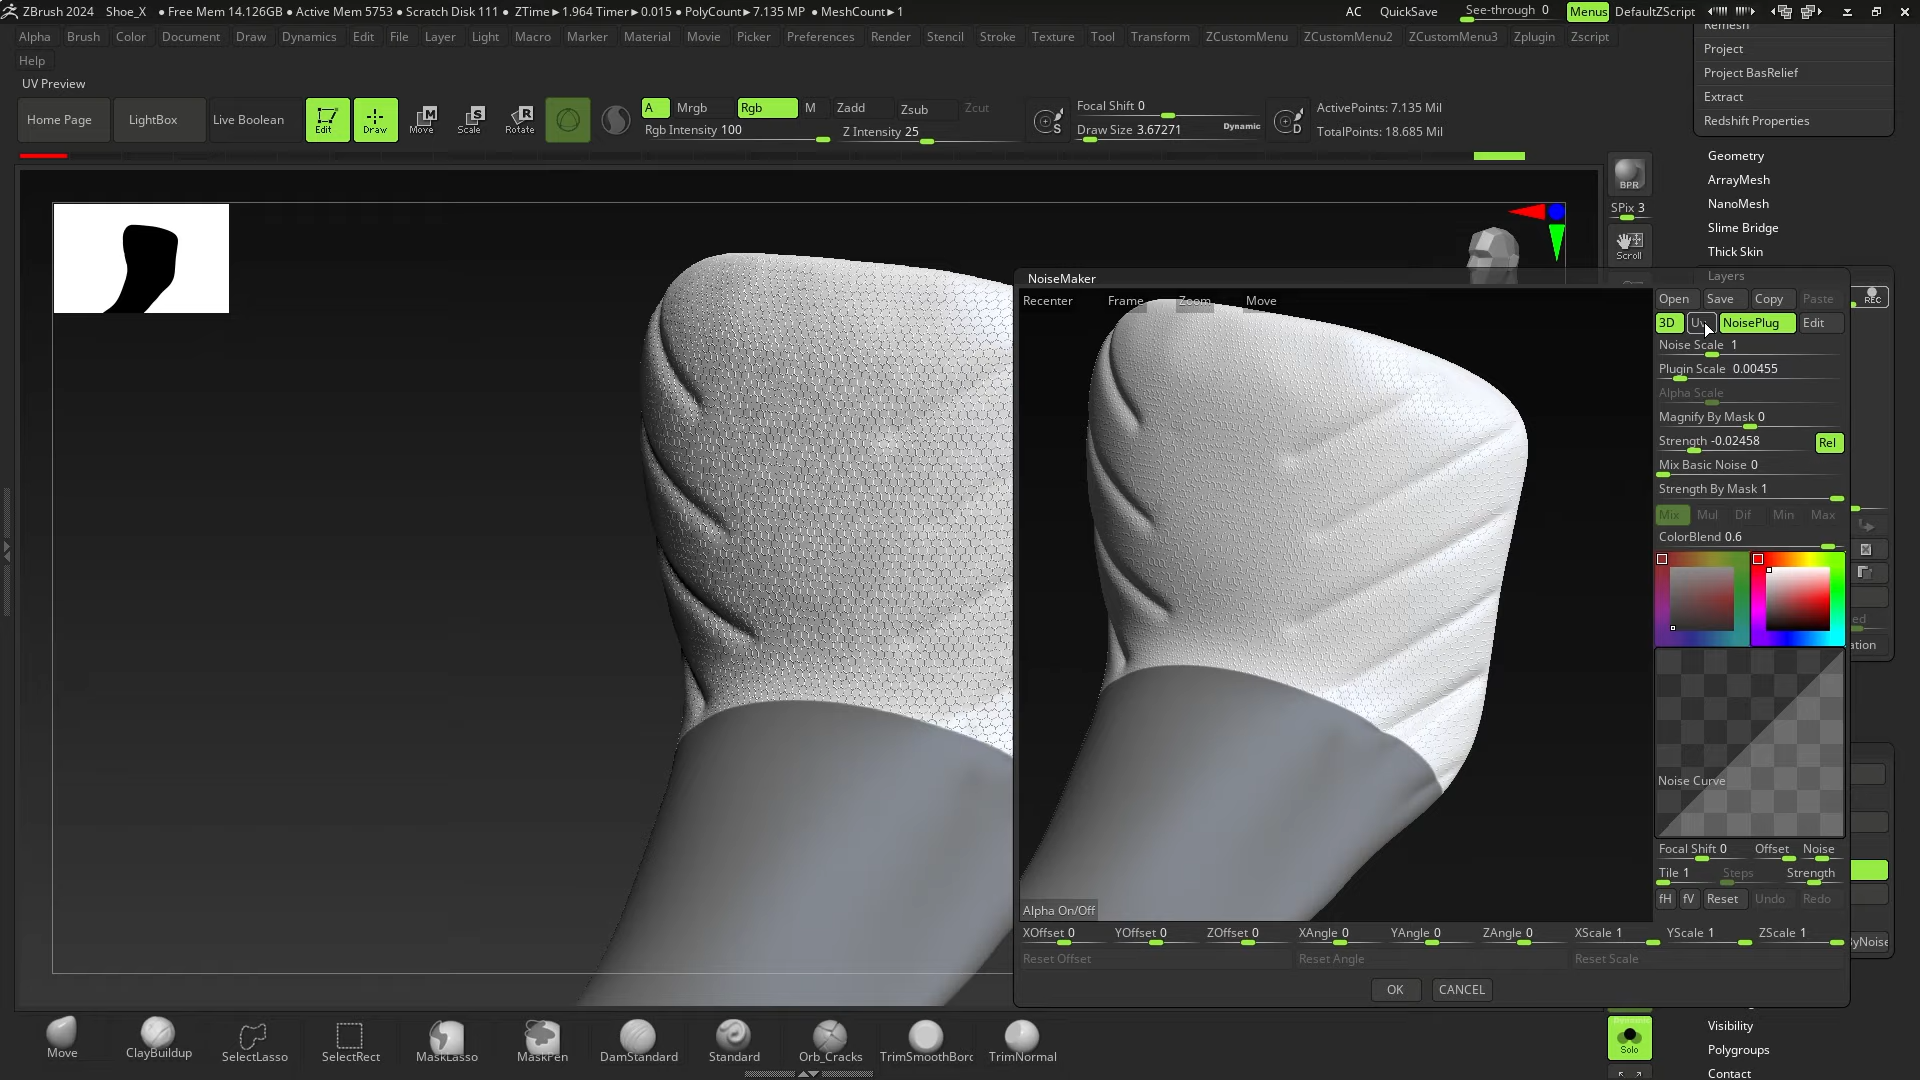 ZBrush 2024 Shoe_X ● Free Mem 14.126GB ● Active Mem 5753 ● Scratch Disk 111 ● ZTime►1.964 Timer►0.015 ● PolyCount►7.135 MP ● MeshCount►1 AC QuickSave See-through 0 Menus DefaultZScript
Alpha Brush Color Document Draw Dynamics Edit File Layer Light Macro Marker Material Movie Picker Preferences Render Stencil Stroke Texture Tool Transform ZCustomMenu ZCustomMenu2 ZCustomMenu3 Zplugin Zscript
Help
UV Preview
Home Page LightBox Live Boolean Edit Draw Move Scale Rotate
A Mrgb Rgb M Zadd Zsub Zcut
Rgb Intensity 100 Z Intensity 25
S Focal Shift 0
Draw Size 3.67271 Dynamic D
ActivePoints: 7.135 Mil
TotalPoints: 18.685 Mil
Project
Project BasRelief
Extract
Redshift Properties
Geometry
ArrayMesh
NanoMesh
Slime Bridge
Thick Skin
Layers
BPR
SPix 3
Scroll
REC
NoiseMaker
Recenter Frame Zoom Move
Open Save Copy Paste
3D NoisePlug Edit
Noise Scale 1
Plugin Scale 0.00455
Alpha Scale
Magnify By Mask 0
Strength -0.02458 Rel
Mix Basic Noise 0
Strength By Mask 1
Mix Mul Dif Min Max
ColorBlend 0.6
Noise Curve
Focal Shift 0 Offset Noise
Tile 1 Steps Strength
fH fV Reset Undo Redo
Alpha On/Off
XOffset 0 YOffset 0 ZOffset 0 XAngle 0 YAngle 0 ZAngle 0 XScale 1 YScale 1 ZScale 1
Reset Offset Reset Angle Reset Scale
OK CANCEL
Move ClayBuildup SelectLasso SelectRect MaskLasso MaskPen DamStandard Standard Orb_Cracks TrimSmoothBorc TrimNormal
Solo
Visibility
Polygroups
Contact